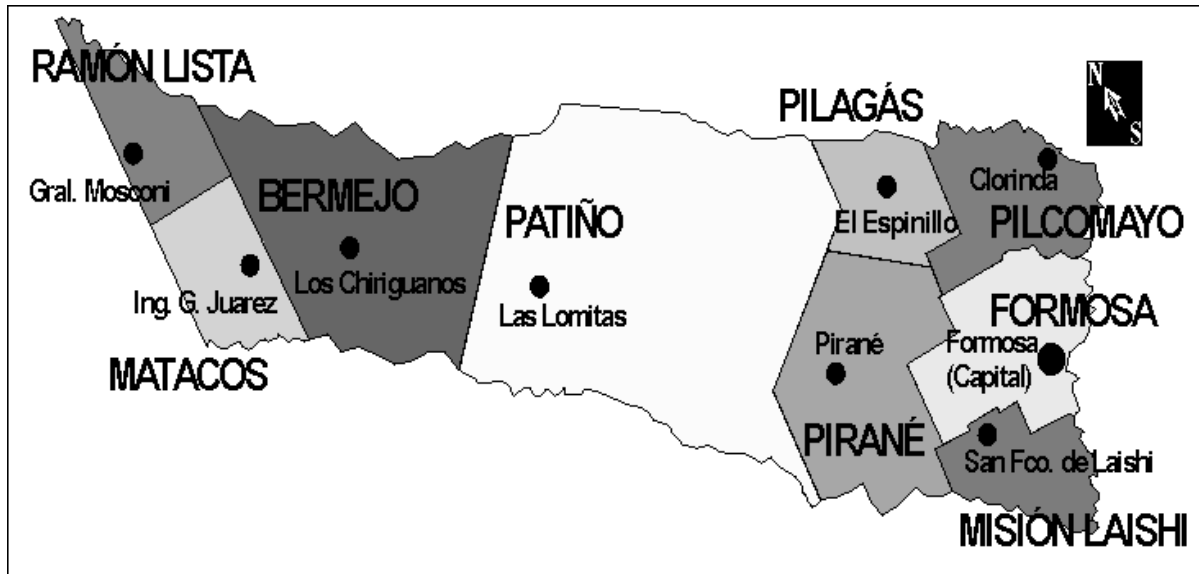 RAMÓN LISTA
Gral. Mosconi
BERMEJO
Los Chiriguanos
Ing. G. Juarez
MATACOS
PATIÑO
Las Lomitas
PILAGÁS
El Espinillo
N
S
Clorinda
PILCOMAYO
FORMOSA
Formosa
(Capital)
Pirané
PIRANÉ
San Fco. de Laishi
MISIÓN LAISHI